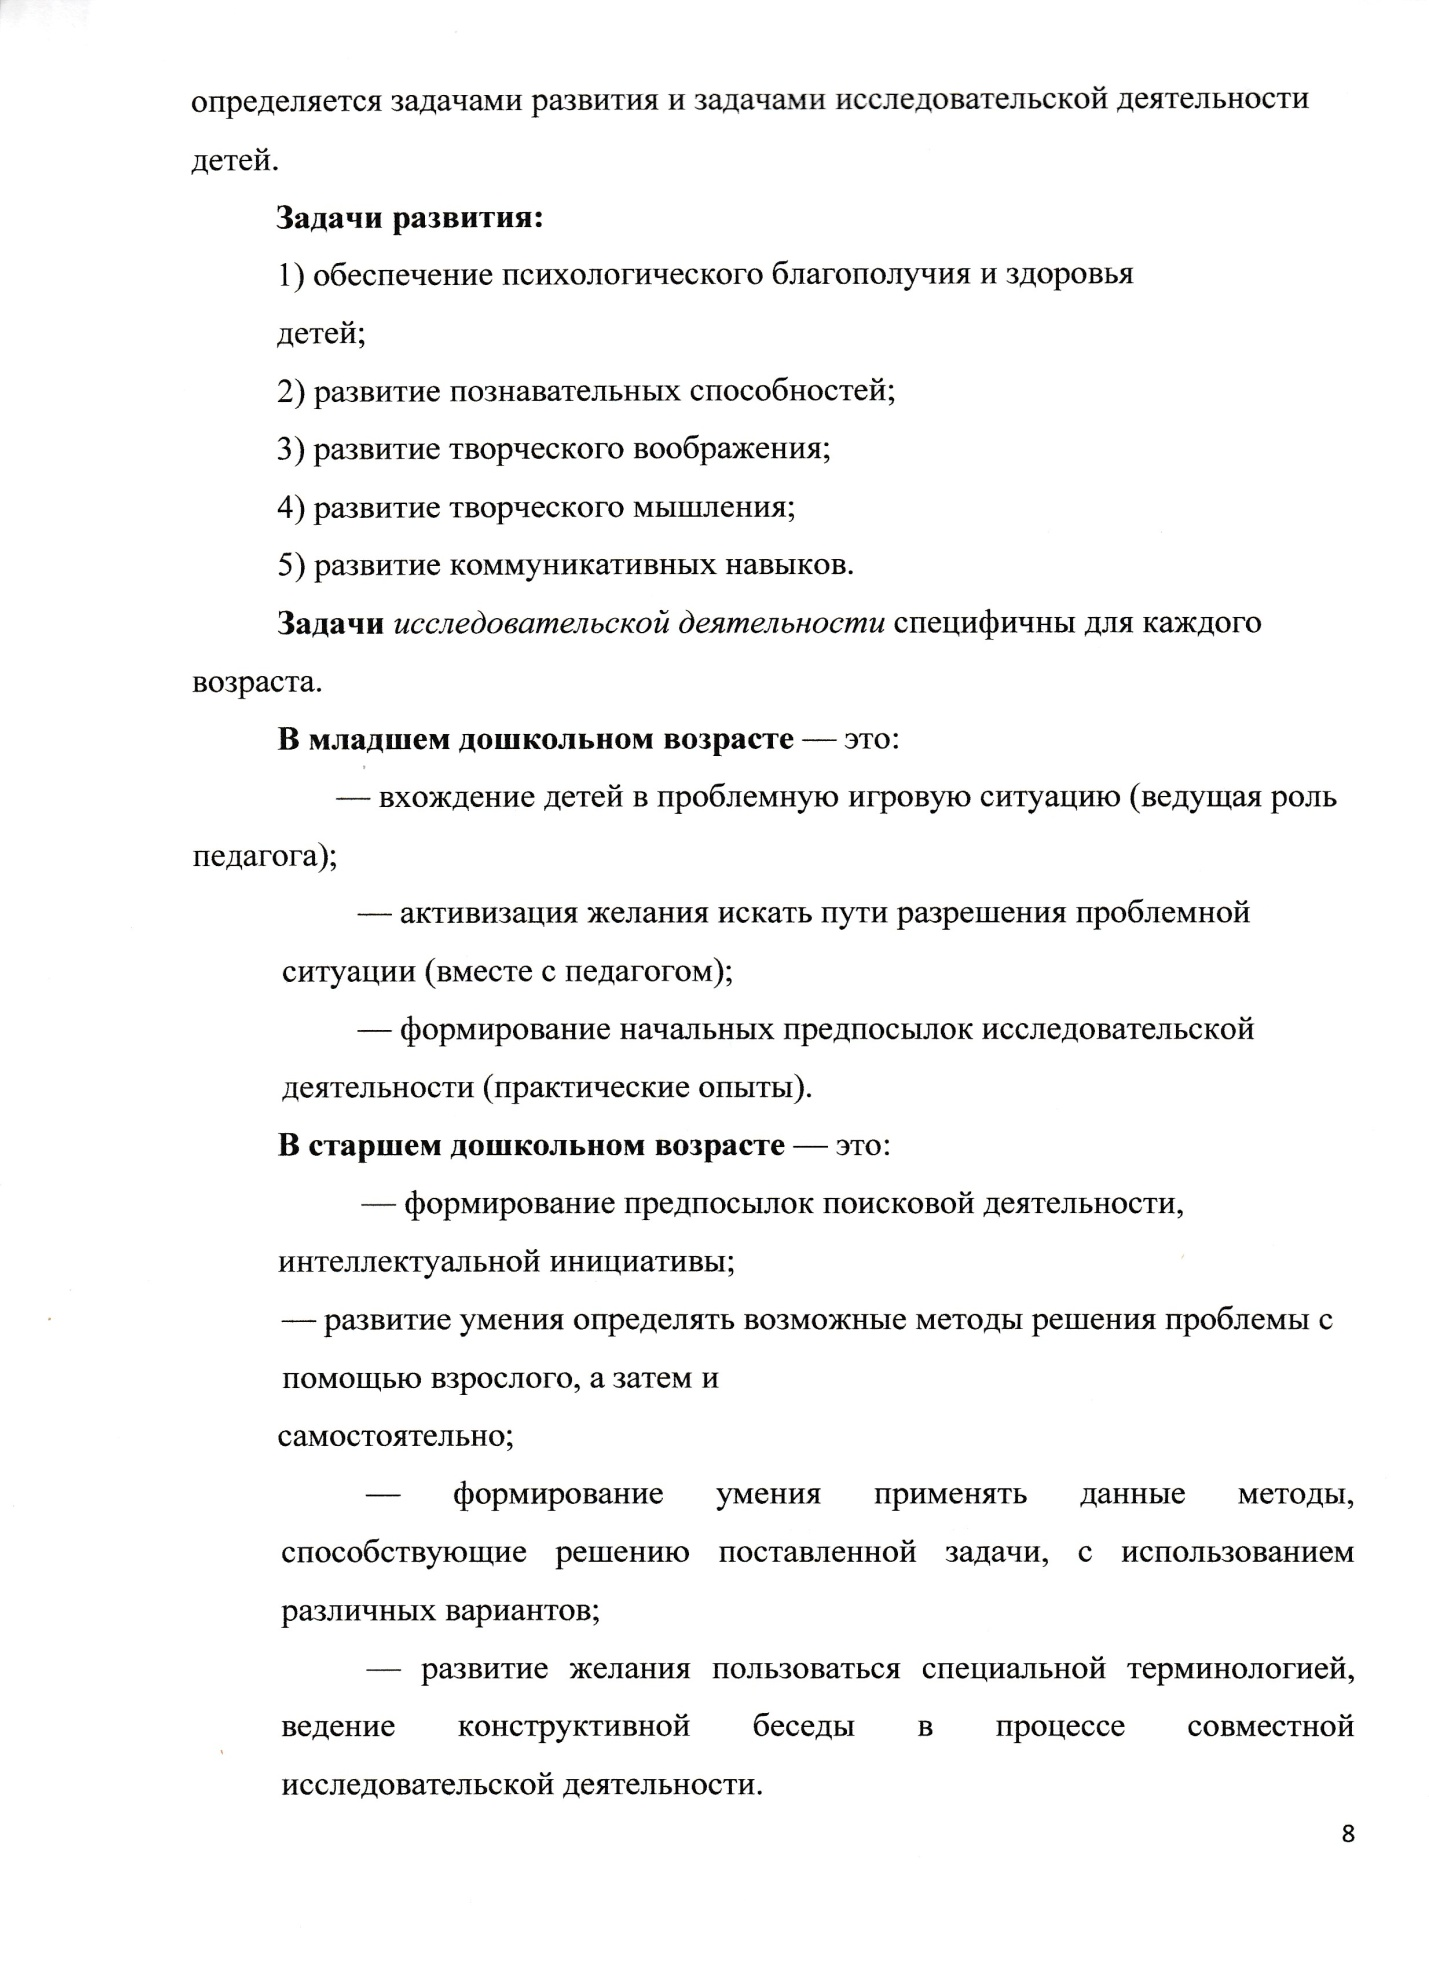 определяется задачами развития и задачами исследовательской деятельности
детей.
Задачи развития:
1) обеспечение психологического благополучия и здоровья
детей;
2) развитие познавательных способностей;
3) развитие творческого воображения;
4) развитие творческого мышления;
5) развитие коммуникативных навыков.
Задачи исследовательской деятельности специфичны для каждого
возраста.
В младшем дошкольном возрасте — это:
— вхождение детей в проблемную игровую ситуацию (ведущая роль
педагога);
— активизация желания искать пути разрешения проблемной
ситуации (вместе с педагогом);
— формирование начальных предпосылок исследовательской
деятельности (практические опыты).
В старшем дошкольном возрасте — это:
— формирование предпосылок поисковой деятельности,
интеллектуальной инициативы;
— развитие умения определять возможные методы решения проблемы с
помощью взрослого, а затем и
самостоятельно;
— формирование умения применять данные методы,
способствующие решению поставленной задачи, с использованием
различных вариантов;
— развитие желания пользоваться специальной терминологией,
ведение конструктивной беседы в процессе совместной
исследовательской деятельности.
8